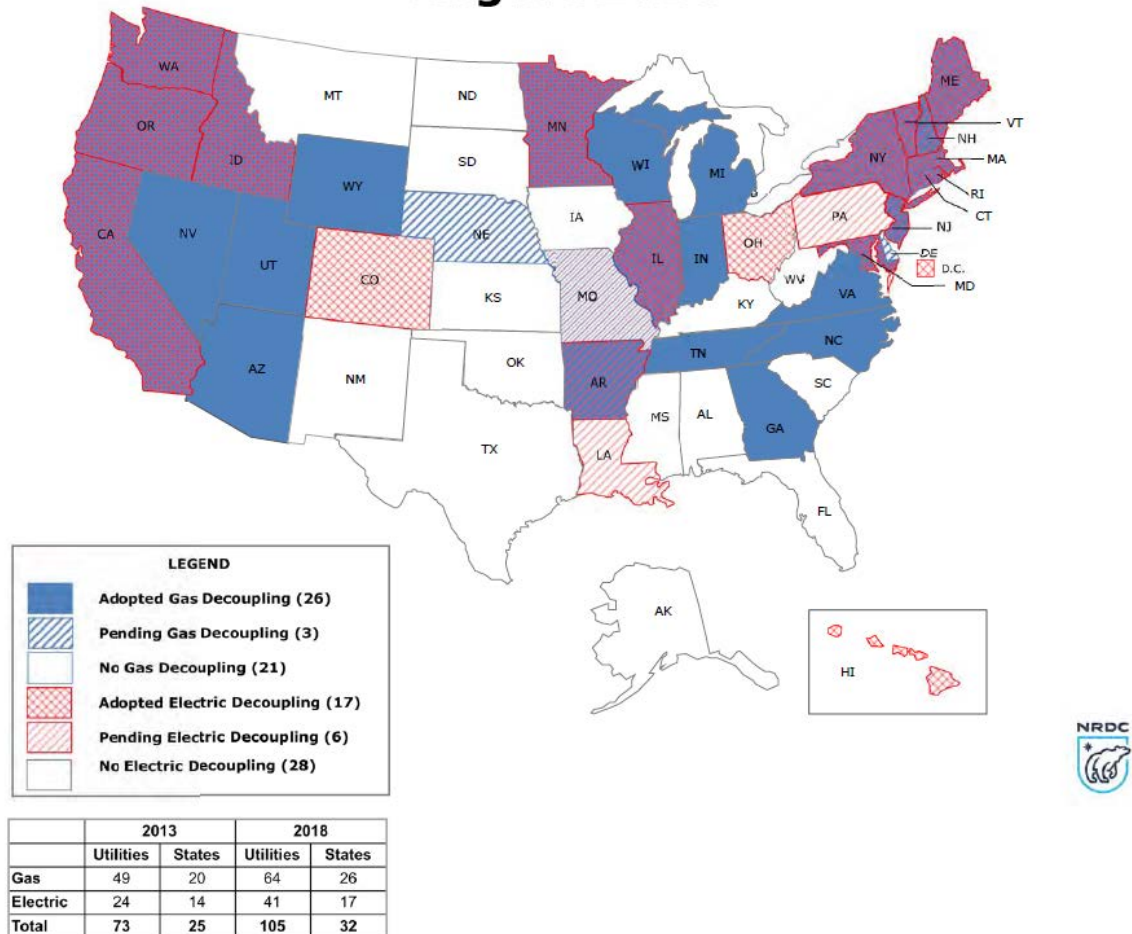 WA
MT
ND
MN
ME
VT
OR
NH
ID
SD
WI
MI
NY
MA
WY
RI
IA
PA
CT
NE
NJ
CA
NV
UT
CO
IL
IN
OH
DE
D.C.
MD
KS
MO
WV
VA
KY
AZ
NM
OK
AR
TN
NC
SC
MS
AL
GA
TX
LA
FL
AK
HI
LEGEND
Adopted Gas Decoupling (26)
Pending Gas Decoupling (3)
No Gas Decoupling (21)
Adopted Electric Decoupling (17)
Pending Electric Decoupling (6)
No Electric Decoupling (28)
NRDC
2013 2018
Utilities States Utilities States
Gas 49 20 64 26
Electric 24 14 41 17
Total 73 25 105 32